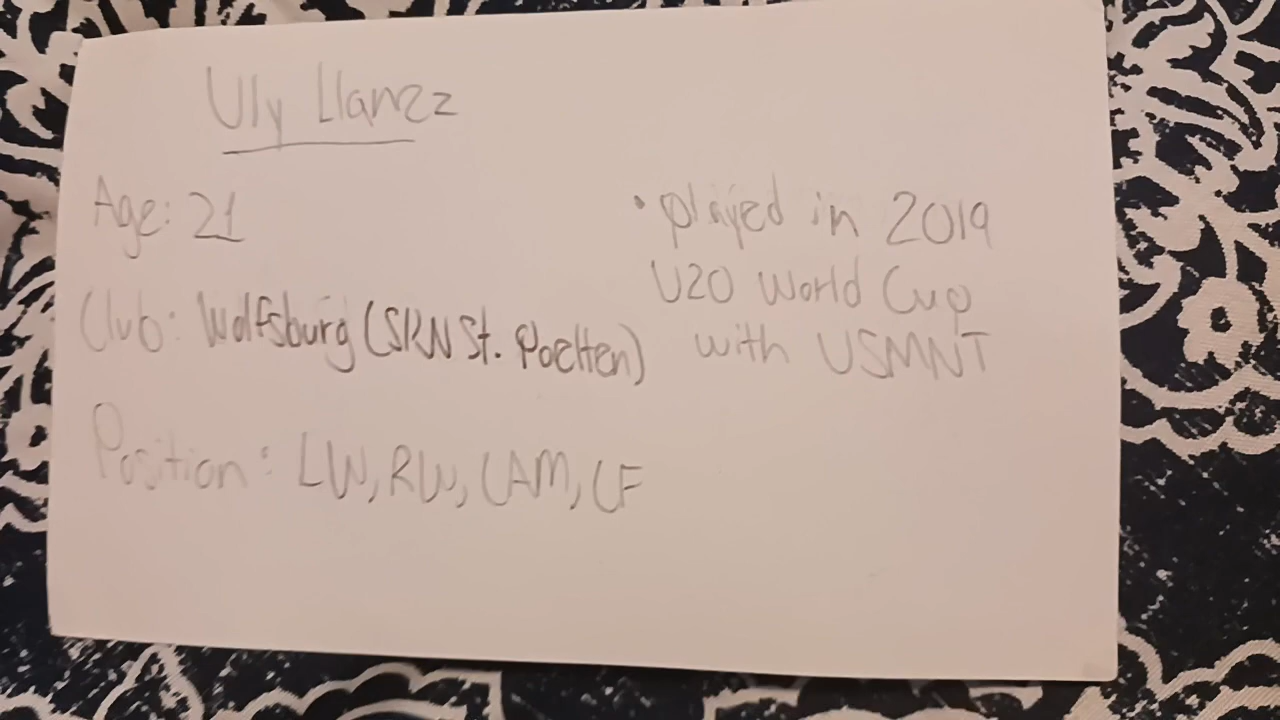 Uly Llanez
Age: 21
Club: Wolfsburg (SKN St. Poelten)
Position: LW, RW, CAM, CF
• played in 2019
U20 World Cup
with USMNT